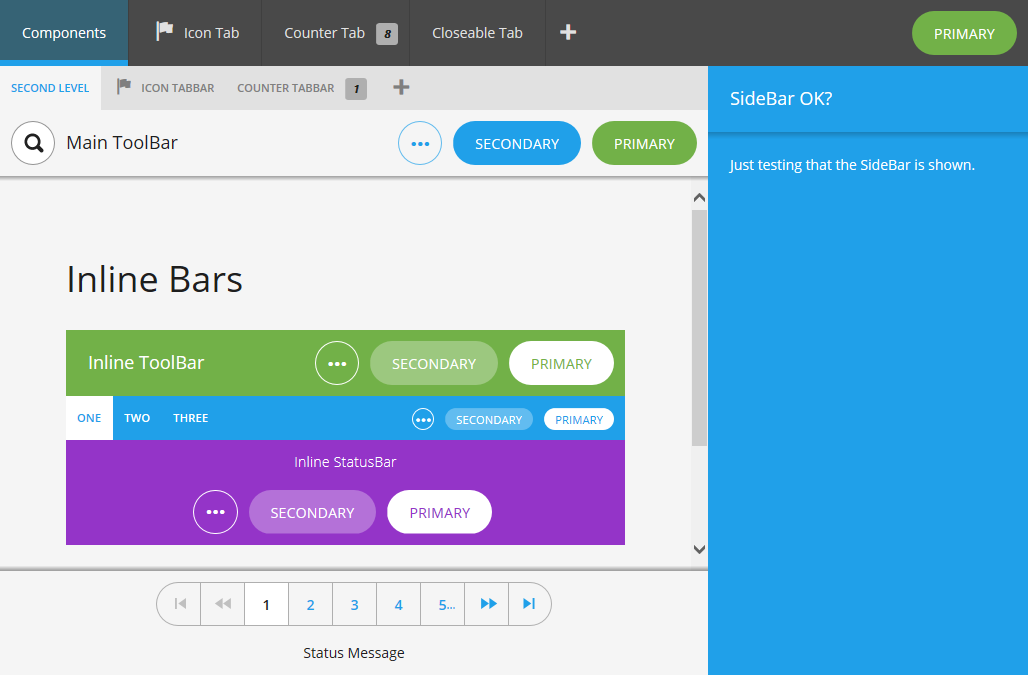 Components Icon Tab Counter Tab 8 Closeable Tab PRIMARY
SECOND LEVEL ICON TABBAR COUNTER TABBAR 1
SideBar OK?
Main ToolBar SECONDARY PRIMARY
Just testing that the SideBar is shown.
Inline Bars
Inline ToolBar SECONDARY PRIMARY
ONE TWO THREE SECONDARY PRIMARY
Inline StatusBar
SECONDARY PRIMARY
1 2 3 4 5...
Status Message